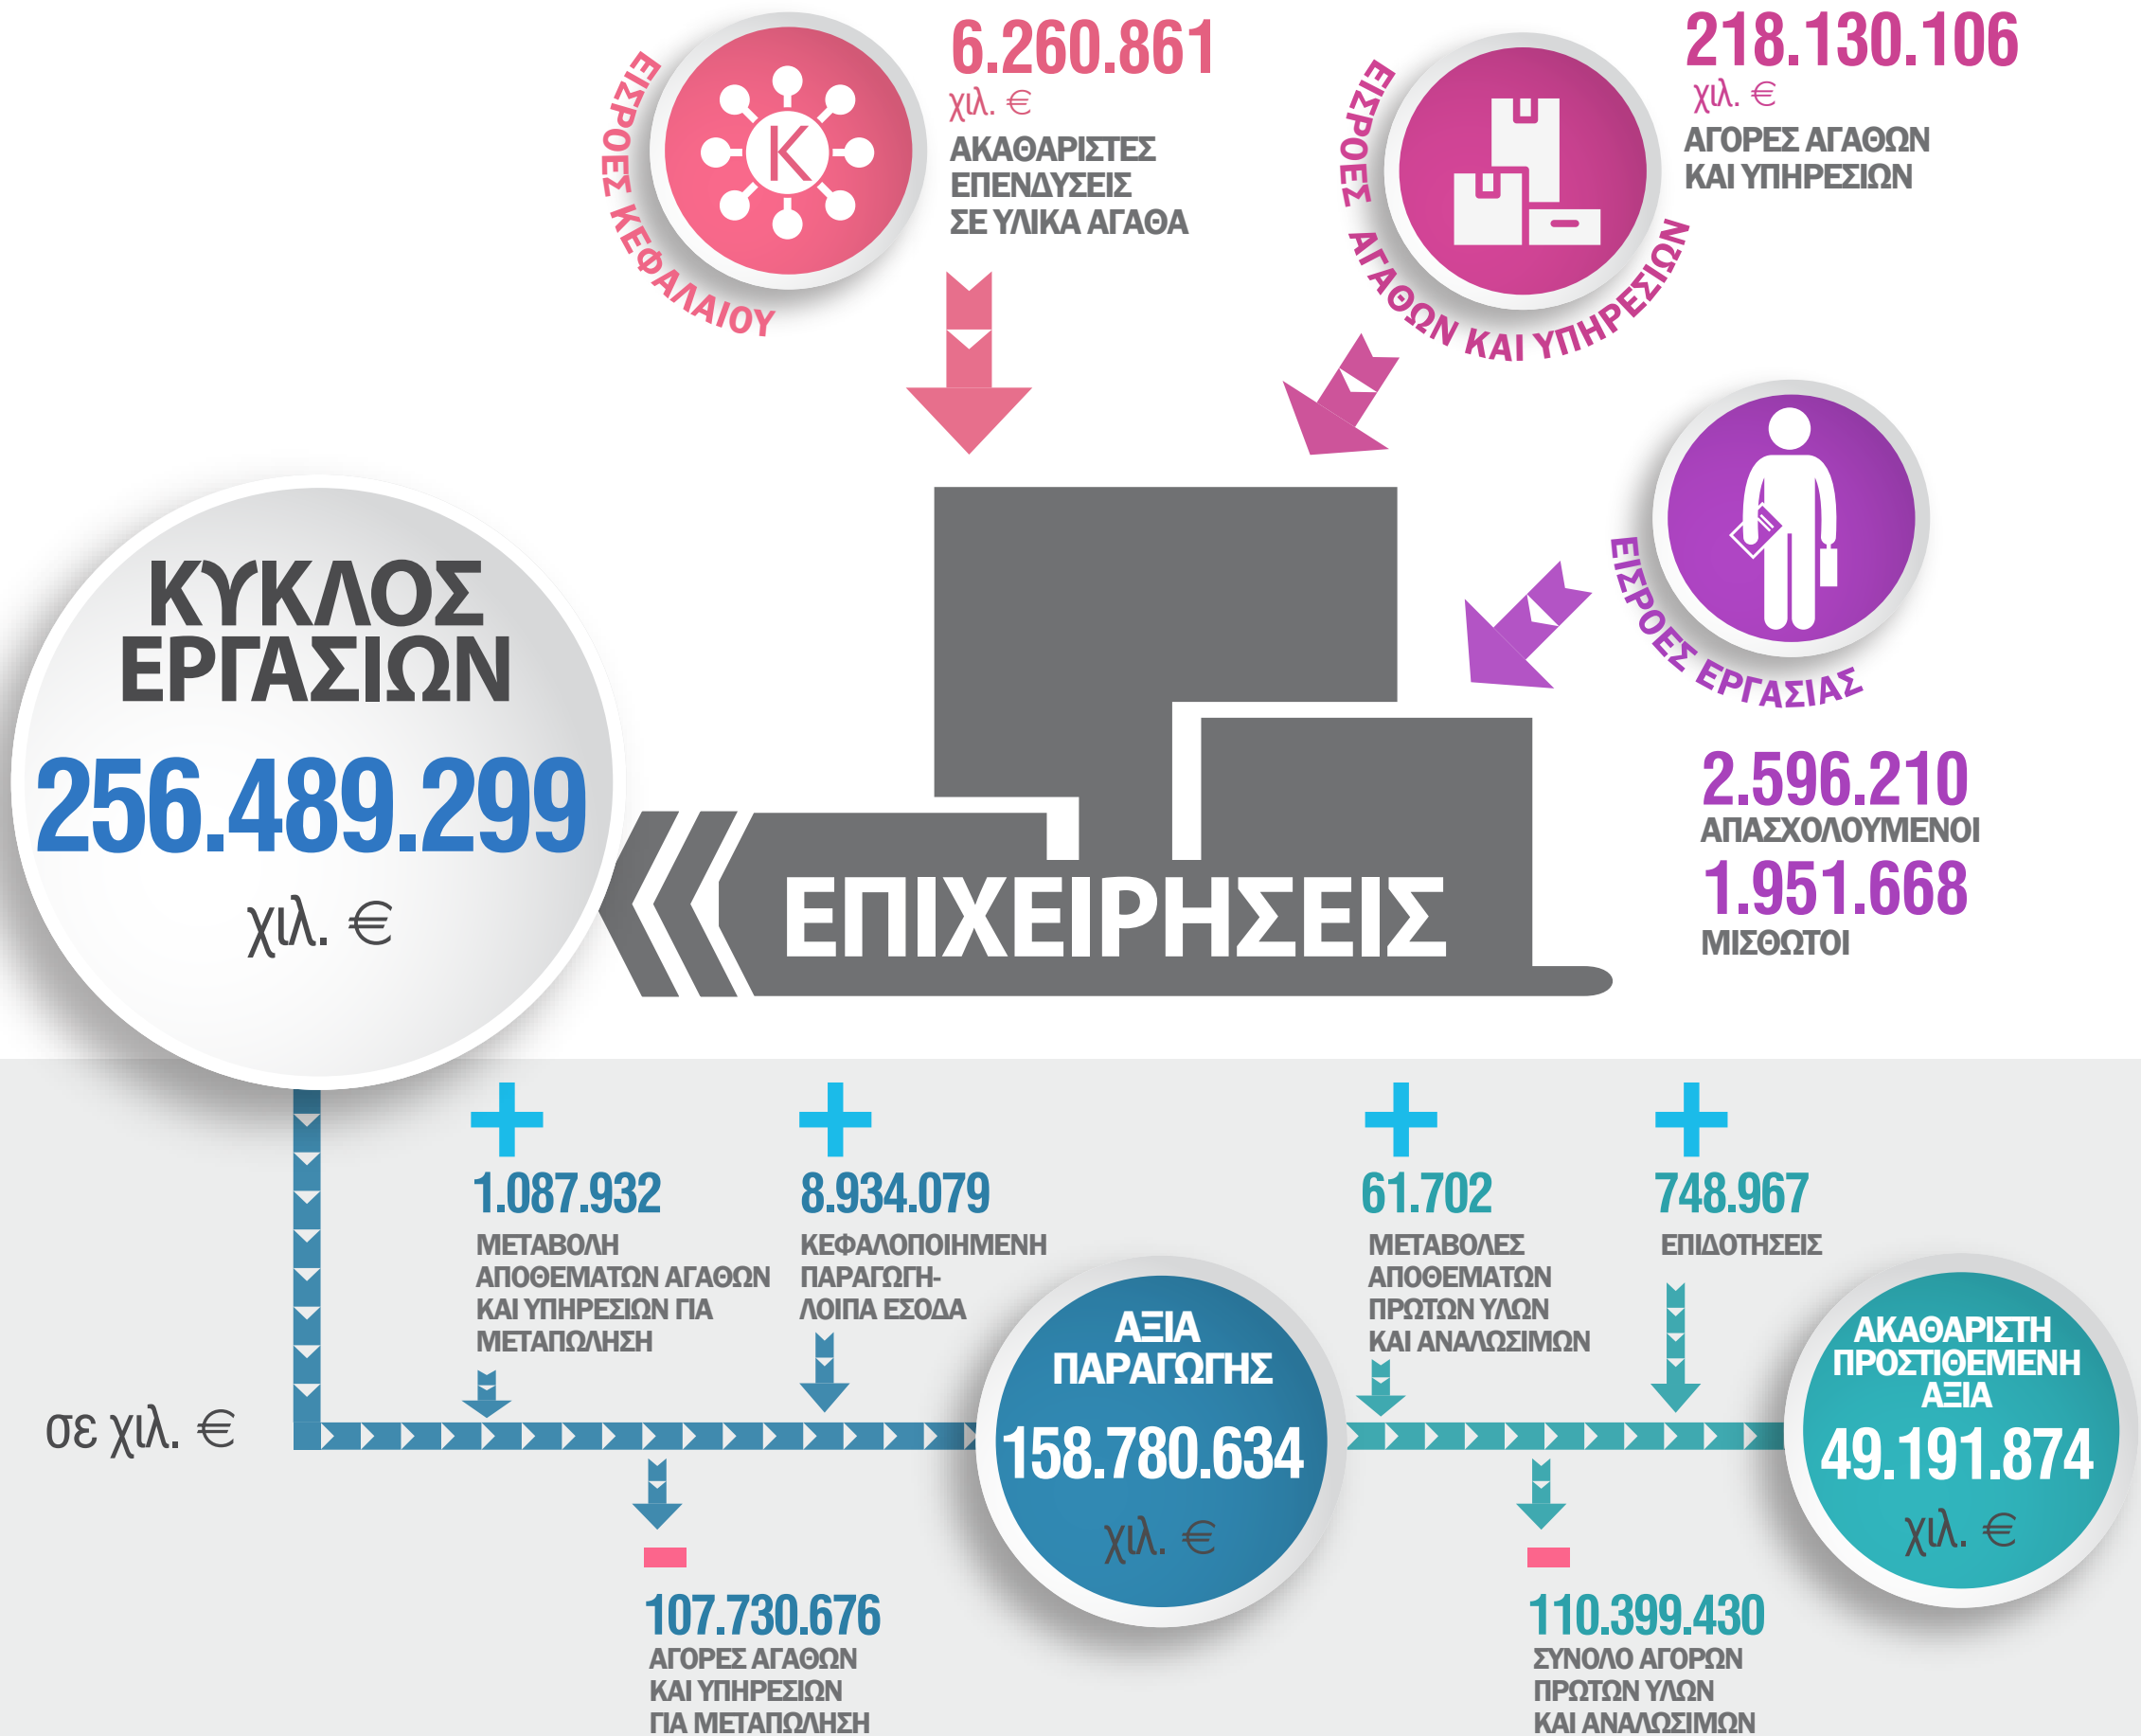 ΕΙΣΡΟΕΣ ΚΕΦΑΛΑΙΟΥ
K
6.260.861
χιλ. €
ΑΚΑΘΑΡΙΣΤΕΣ
ΕΠΕΝΔΥΣΕΙΣ
ΣΕ ΥΛΙΚΑ ΑΓΑΘΑ
ΕΙΣΡΟΕΣ ΑΓΑΘΩΝ ΚΑΙ ΥΠΗΡΕΣΙΩΝ
218.130.106
χιλ. €
ΑΓΟΡΕΣ ΑΓΑΘΩΝ
ΚΑΙ ΥΠΗΡΕΣΙΩΝ
ΕΙΣΡΟΕΣ ΕΡΓΑΣΙΑΣ
2.596.210
ΑΠΑΣΧΟΛΟΥΜΕΝΟΙ
1.951.668
ΜΙΣΘΩΤΟΙ
ΚΥΚΛΟΣ
ΕΡΓΑΣΙΩΝ
256.489.299
χιλ. €
ΕΠΙΧΕΙΡΗΣΕΙΣ
σε χιλ. €
+
1.087.932
ΜΕΤΑΒΟΛΗ
ΑΠΟΘΕΜΑΤΩΝ ΑΓΑΘΩΝ
ΚΑΙ ΥΠΗΡΕΣΙΩΝ ΓΙΑ
ΜΕΤΑΠΩΛΗΣΗ
+
8.934.079
ΚΕΦΑΛΟΠΟΙΗΜΕΝΗ
ΠΑΡΑΓΩΓΗ-
ΛΟΙΠΑ ΕΣΟΔΑ
-
107.730.676
ΑΓΟΡΕΣ ΑΓΑΘΩΝ
ΚΑΙ ΥΠΗΡΕΣΙΩΝ
ΓΙΑ ΜΕΤΑΠΩΛΗΣΗ
ΑΞΙΑ
ΠΑΡΑΓΩΓΗΣ
158.780.634
χιλ. €
+
61.702
ΜΕΤΑΒΟΛΕΣ
ΑΠΟΘΕΜΑΤΩΝ
ΠΡΩΤΩΝ ΥΛΩΝ
ΚΑΙ ΑΝΑΛΩΣΙΜΩΝ
+
748.967
ΕΠΙΔΟΤΗΣΕΙΣ
-
110.399.430
ΣΥΝΟΛΟ ΑΓΟΡΩΝ
ΠΡΩΤΩΝ ΥΛΩΝ
ΚΑΙ ΑΝΑΛΩΣΙΜΩΝ
ΑΚΑΘΑΡΙΣΤΗ
ΠΡΟΣΤΙΘΕΜΕΝΗ
ΑΞΙΑ
49.191.874
χιλ. €